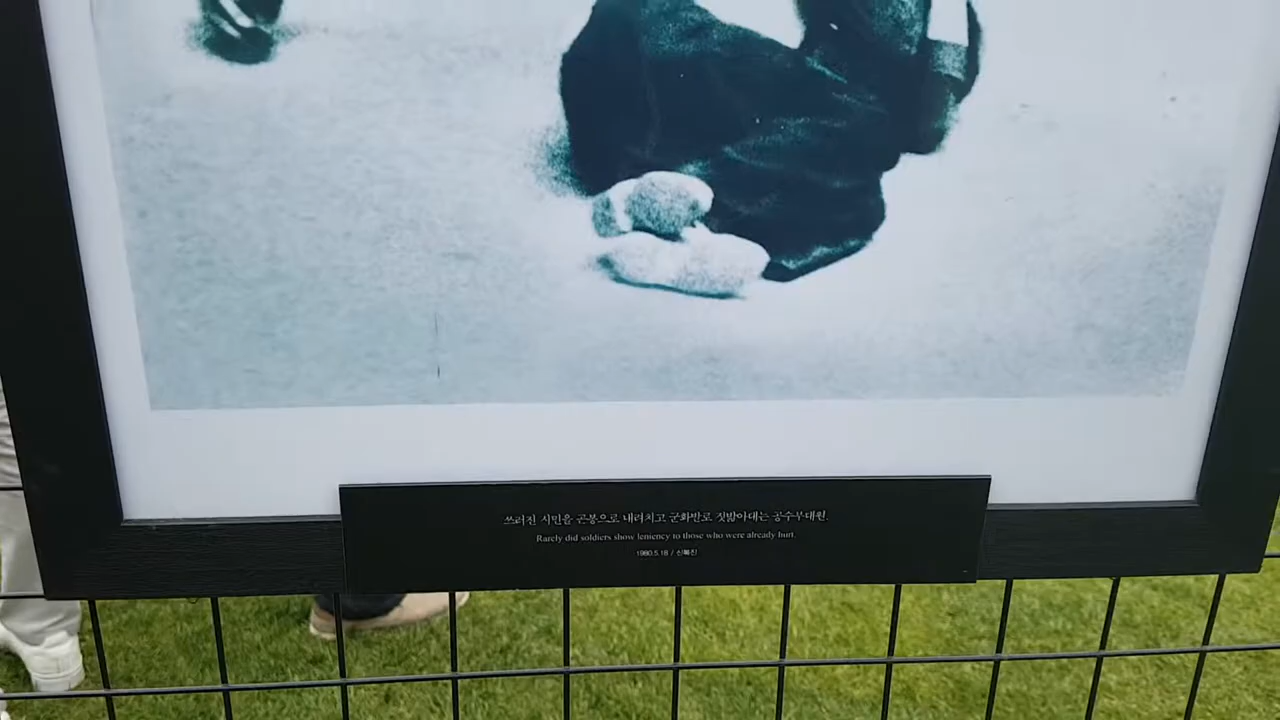 쓰러진 시민을 곤봉으로 내려치고 군화발로 짓밟아대는 공수부대원.
Rarely did soldiers show leniency to those who were already hurt.
1980.5.18 / 신복진